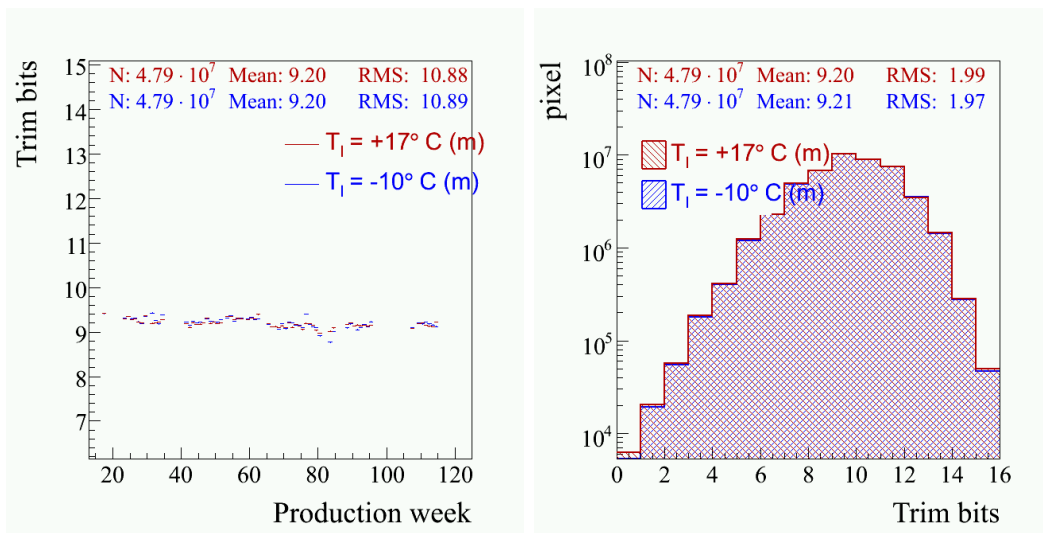 Trim bits
15
14
13
12
11
10
9
8
7
N: 4.79 · 10^7 Mean: 9.20 RMS: 10.88
N: 4.79 · 10^7 Mean: 9.20 RMS: 10.89
T_I = +17° C (m)
T_I = -10° C (m)
20 40 60 80 100 120
Production week
pixel
10^8
10^7
10^6
10^5
10^4
N: 4.79 · 10^7 Mean: 9.20 RMS: 1.99
N: 4.79 · 10^7 Mean: 9.21 RMS: 1.97
T_I = +17° C (m)
T_I = -10° C (m)
0 2 4 6 8 10 12 14 16
Trim bits